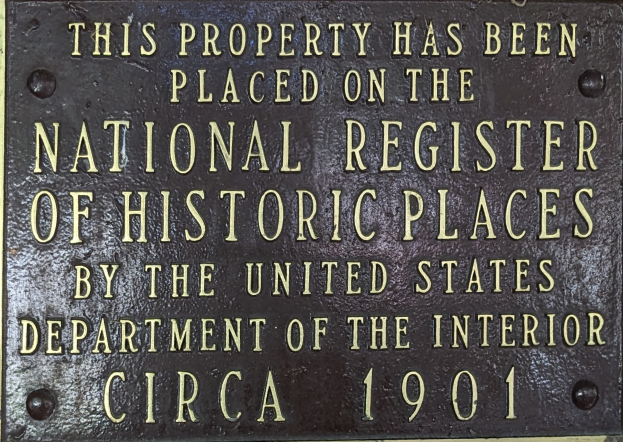 THIS PROPERTY HAS BEEN
PLACED ON THE
NATIONAL REGISTER
OF HISTORIC PLACES
BY THE UNITED STATES
DEPARTMENT OF THE INTERIOR
CIRCA 1901